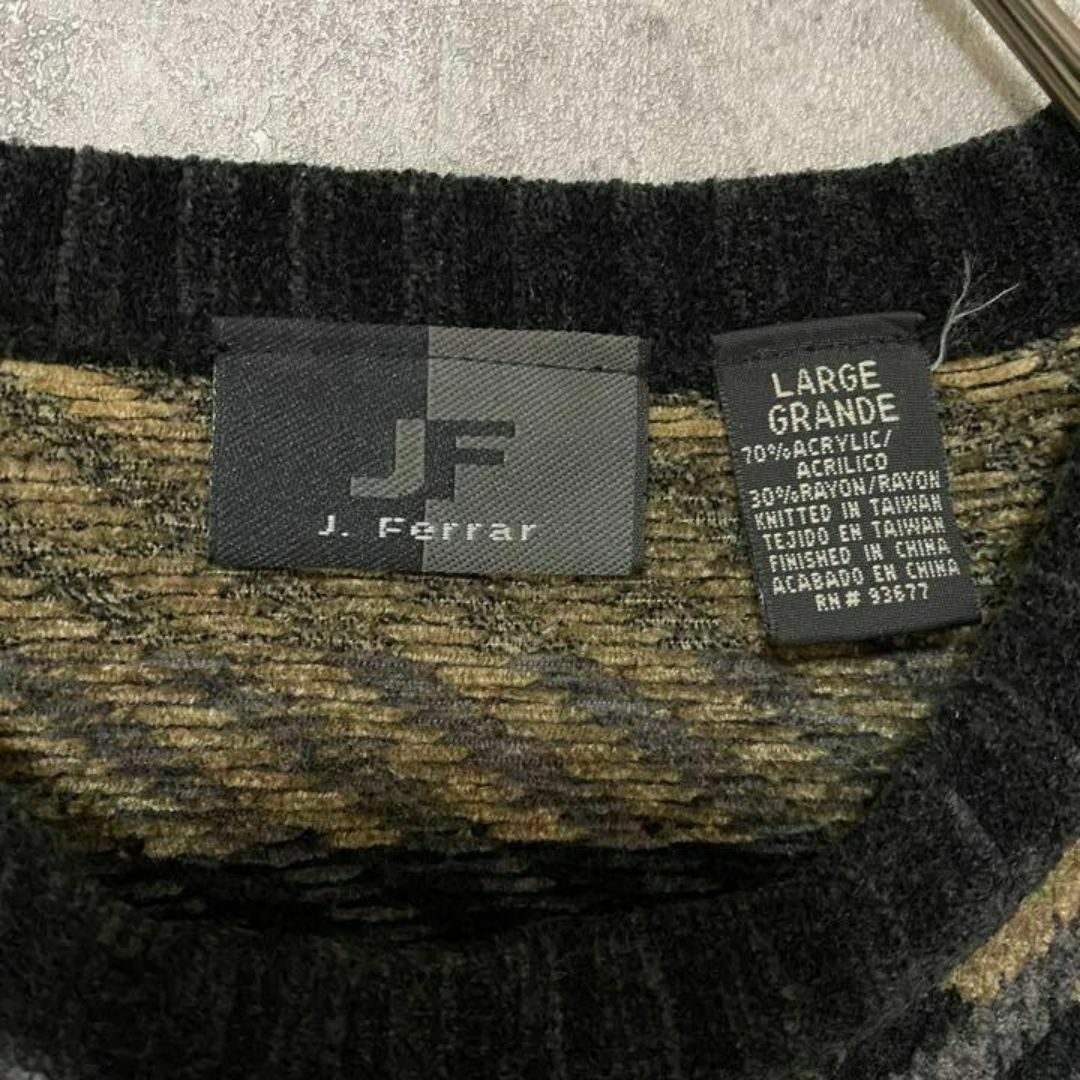 JF
J. Ferrar
LARGE
GRANDE
70%ACRYLIC/
ACRILICO
30%RAYON/RAYON
KNITTED IN TAIWAN
TEJIDO EN TAIWAN
FINISHED IN CHINA
ACABADO EN CHINA
RN# 93677